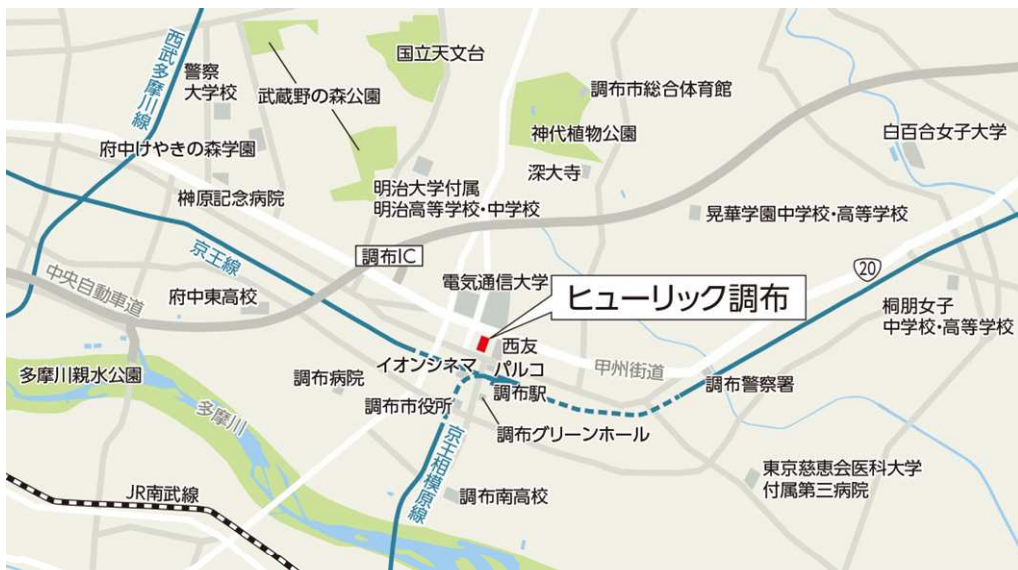 西武多摩川線
警察
大学校
武蔵野の森公園
国立天文台
調布市総合体育館
神代植物公園
深大寺
白百合女子大学
府中けやきの森学園
榊原記念病院
明治大学付属
明治高等学校・中学校
晃華学園中学校・高等学校
調布IC
京王線
中央自動車道
府中東高校
電気通信大学
ヒューリック調布
20
桐朋女子
中学校・高等学校
西友
パルコ
イオンシネマ
調布駅
甲州街道
調布警察署
多摩川親水公園
調布病院
調布市役所
調布グリーンホール
多摩川
京王相模原線
JR南武線
調布南高校
東京慈恵会医科大学
付属第三病院